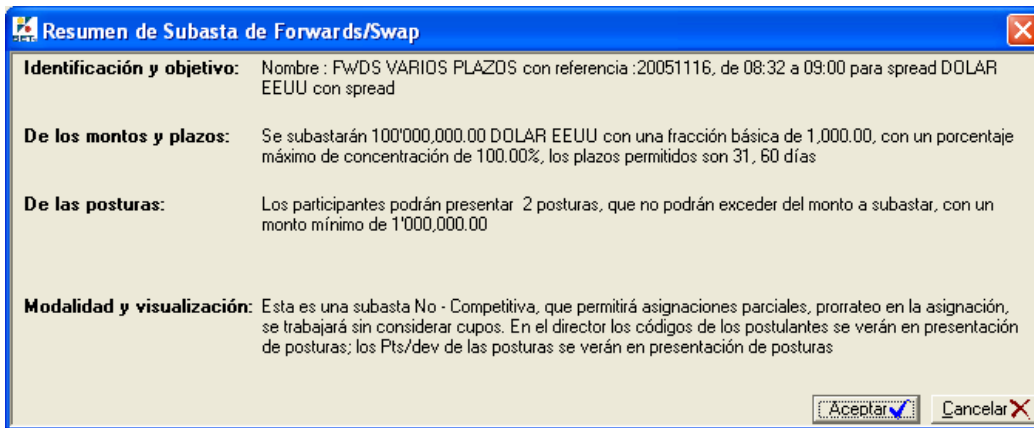 Resumen de Subasta de Forwards/Swap
Identificación y objetivo: Nombre : FWDS VARIOS PLAZOS con referencia :20051116, de 08:32 a 09:00 para spread DOLAR
EEUU con spread
De los montos y plazos: Se subastarán 100'000,000.00 DOLAR EEUU con una fracción básica de 1,000.00, con un porcentaje
máximo de concentración de 100.00%, los plazos permitidos son 31, 60 días
De las posturas: Los participantes podrán presentar 2 posturas, que no podrán exceder del monto a subastar, con un
monto mínimo de 1'000,000.00
Modalidad y visualización: Esta es una subasta No - Competitiva, que permitirá asignaciones parciales, prorrateo en la asignación,
se trabajará sin considerar cupos. En el director los códigos de los postulantes se verán en presentación
de posturas; los Pts/dev de las posturas se verán en presentación de posturas
Aceptar Cancelar